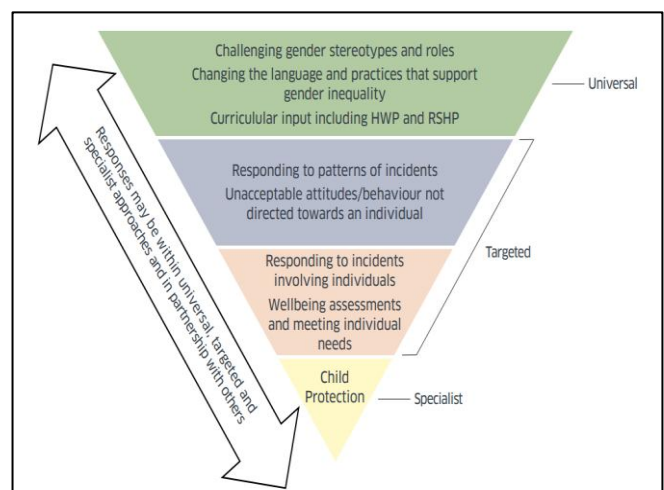 Challenging gender stereotypes and roles
Changing the language and practices that support
gender inequality
Curriculular input including HWP and RSHP
Universal
Responding to patterns of incidents
Unacceptable attitudes/behaviour not
directed towards an individual
Targeted
Responding to incidents
involving individuals
Wellbeing assessments
and meeting individual
needs
Child
Protection
Specialist
Responses may be within universal, targeted and
specialist approaches and in partnership with others